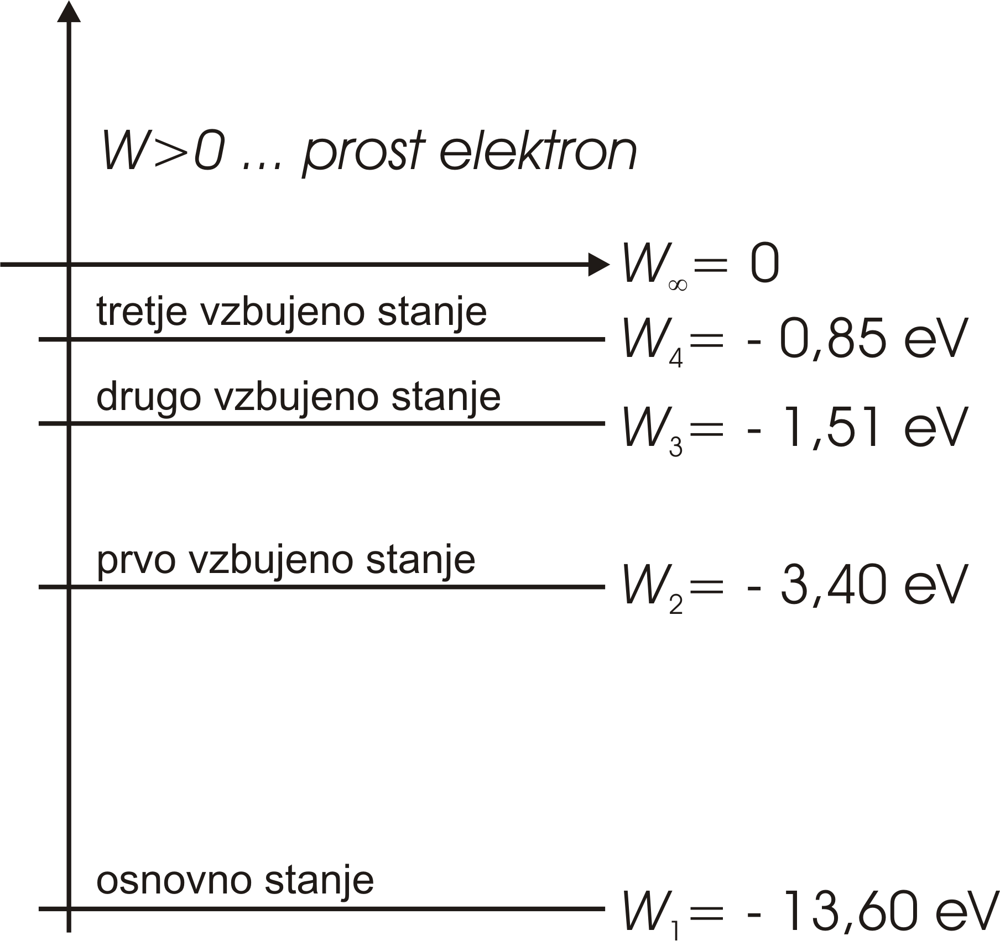 W>0 ... prost elektron
W∞= 0
tretje vzbujeno stanje
W4= - 0,85 eV
drugo vzbujeno stanje
W3= - 1,51 eV
prvo vzbujeno stanje
W2= - 3,40 eV
osnovno stanje
W1= - 13,60 eV